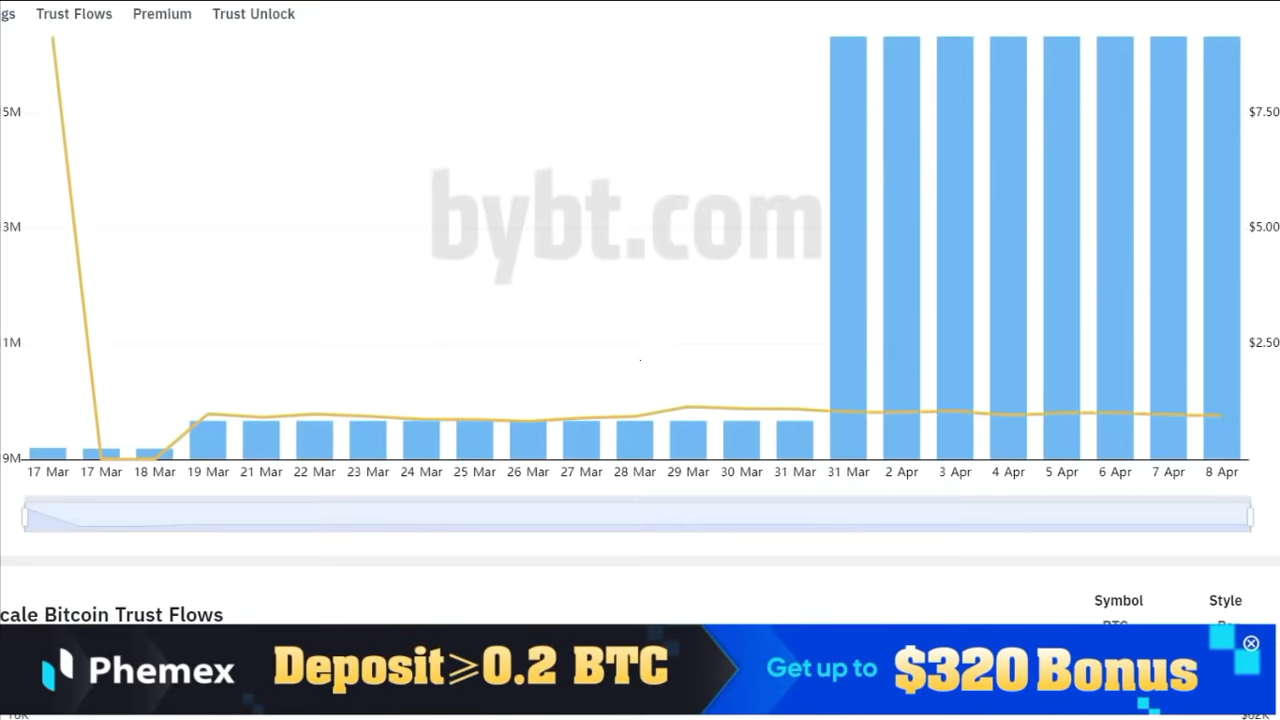 gs Trust Flows Premium Trust Unlock
5M $7.50
bybt.com
3M $5.00
1M $2.50
9M
17 Mar 17 Mar 18 Mar 19 Mar 21 Mar 22 Mar 23 Mar 24 Mar 25 Mar 26 Mar 27 Mar 28 Mar 29 Mar 30 Mar 31 Mar 31 Mar 2 Apr 3 Apr 4 Apr 5 Apr 6 Apr 7 Apr 8 Apr
Symbol Style
cale Bitcoin Trust Flows
Phemex Deposit≥0.2 BTC Get up to $320 Bonus